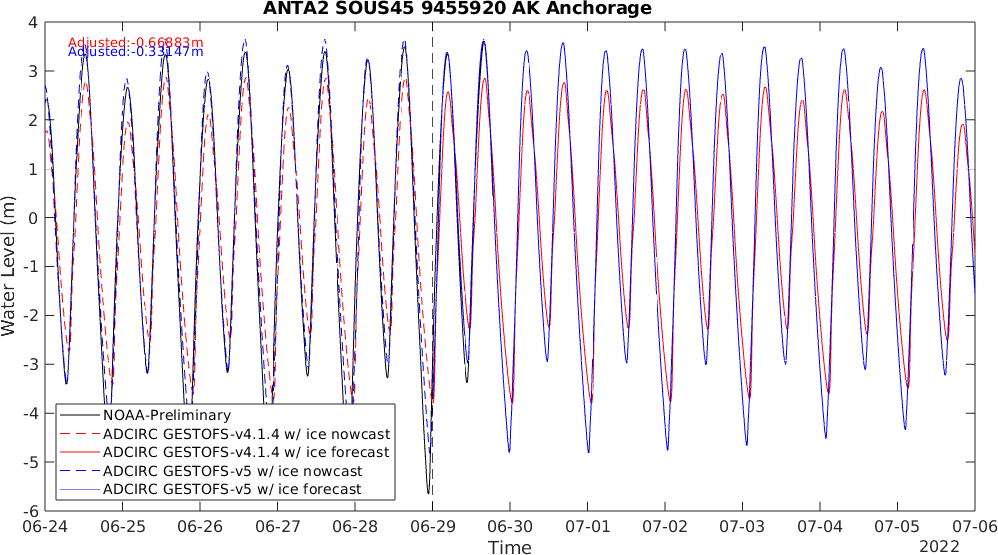 ANTA2 SOUS45 9455920 AK Anchorage
Adjusted:-0.66883m
Adjusted:-0.33147m
Water Level (m)
4
3
2
1
0
-1
-2
-3
-4
-5
-6
NOAA-Preliminary
ADCIRC GESTOFS-v4.1.4 w/ ice nowcast
ADCIRC GESTOFS-v4.1.4 w/ ice forecast
ADCIRC GESTOFS-v5 w/ ice nowcast
ADCIRC GESTOFS-v5 w/ ice forecast
06-24 06-25 06-26 06-27 06-28 06-29 06-30 07-01 07-02 07-03 07-04 07-05 07-06
Time
2022